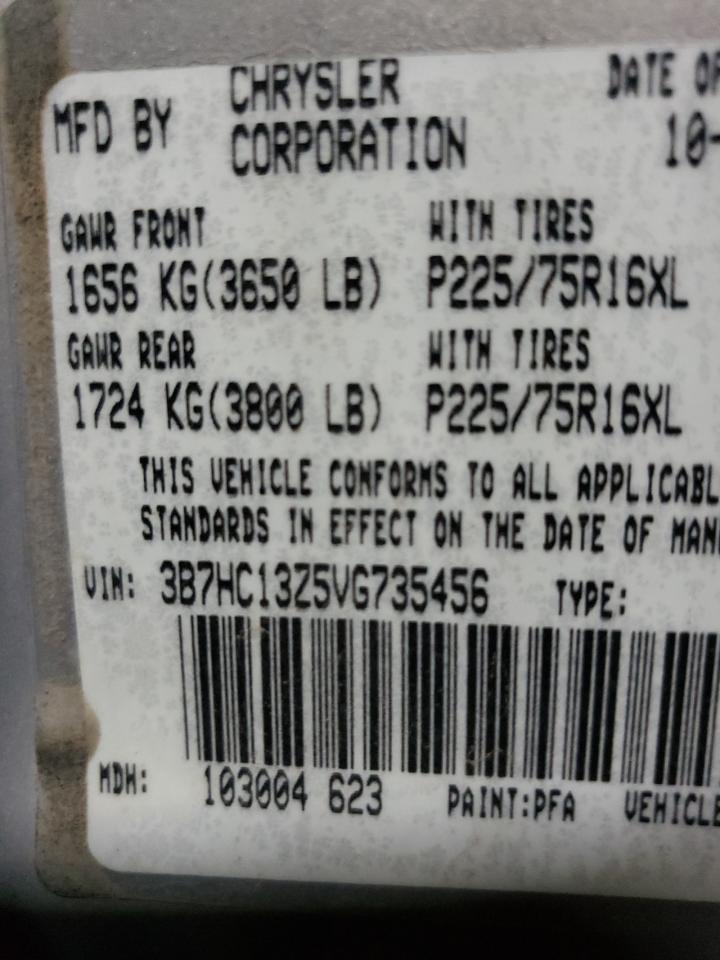 MFD BY CHRYSLER CORPORATION DATE OF
10-
GAWR FRONT WITH TIRES
1656 KG(3650 LB) P225/75R16XL
GAWR REAR WITH TIRES
1724 KG(3800 LB) P225/75R16XL
THIS VEHICLE CONFORMS TO ALL APPLICABL
STANDARDS IN EFFECT ON THE DATE OF MAN
VIN: 3B7HC13Z5VG735456 TYPE:
MDH: 103004 623 PAINT:PFA VEHICLE